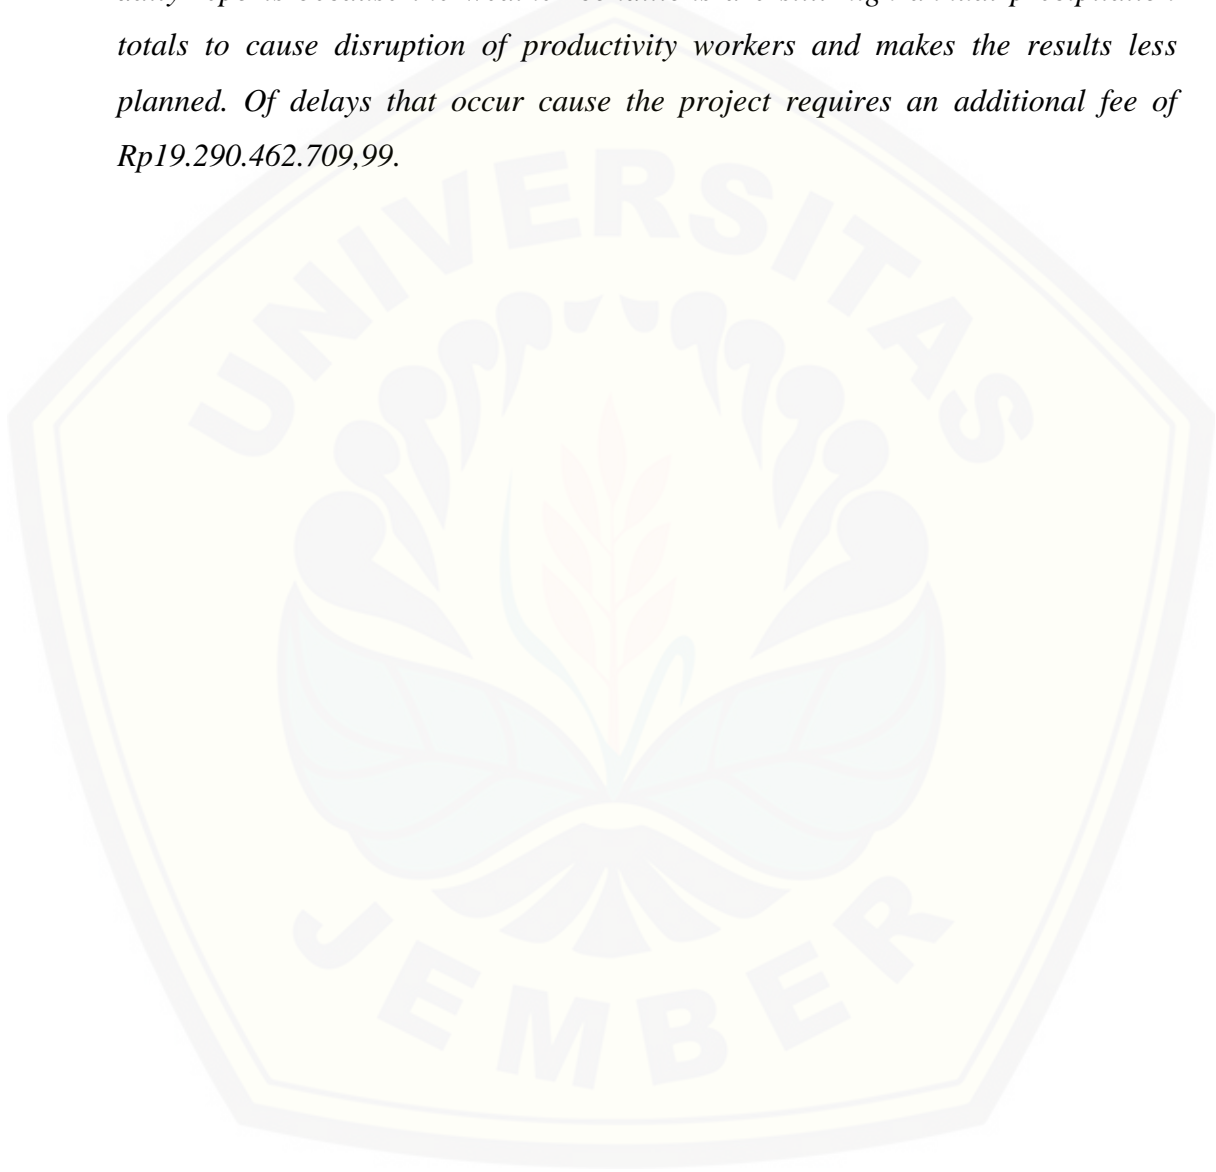 totals to cause disruption of productivity workers and makes the results less
planned. Of delays that occur cause the project requires an additional fee of
Rp19.290.462.709,99.
UNIVERSITAS
JEMBER